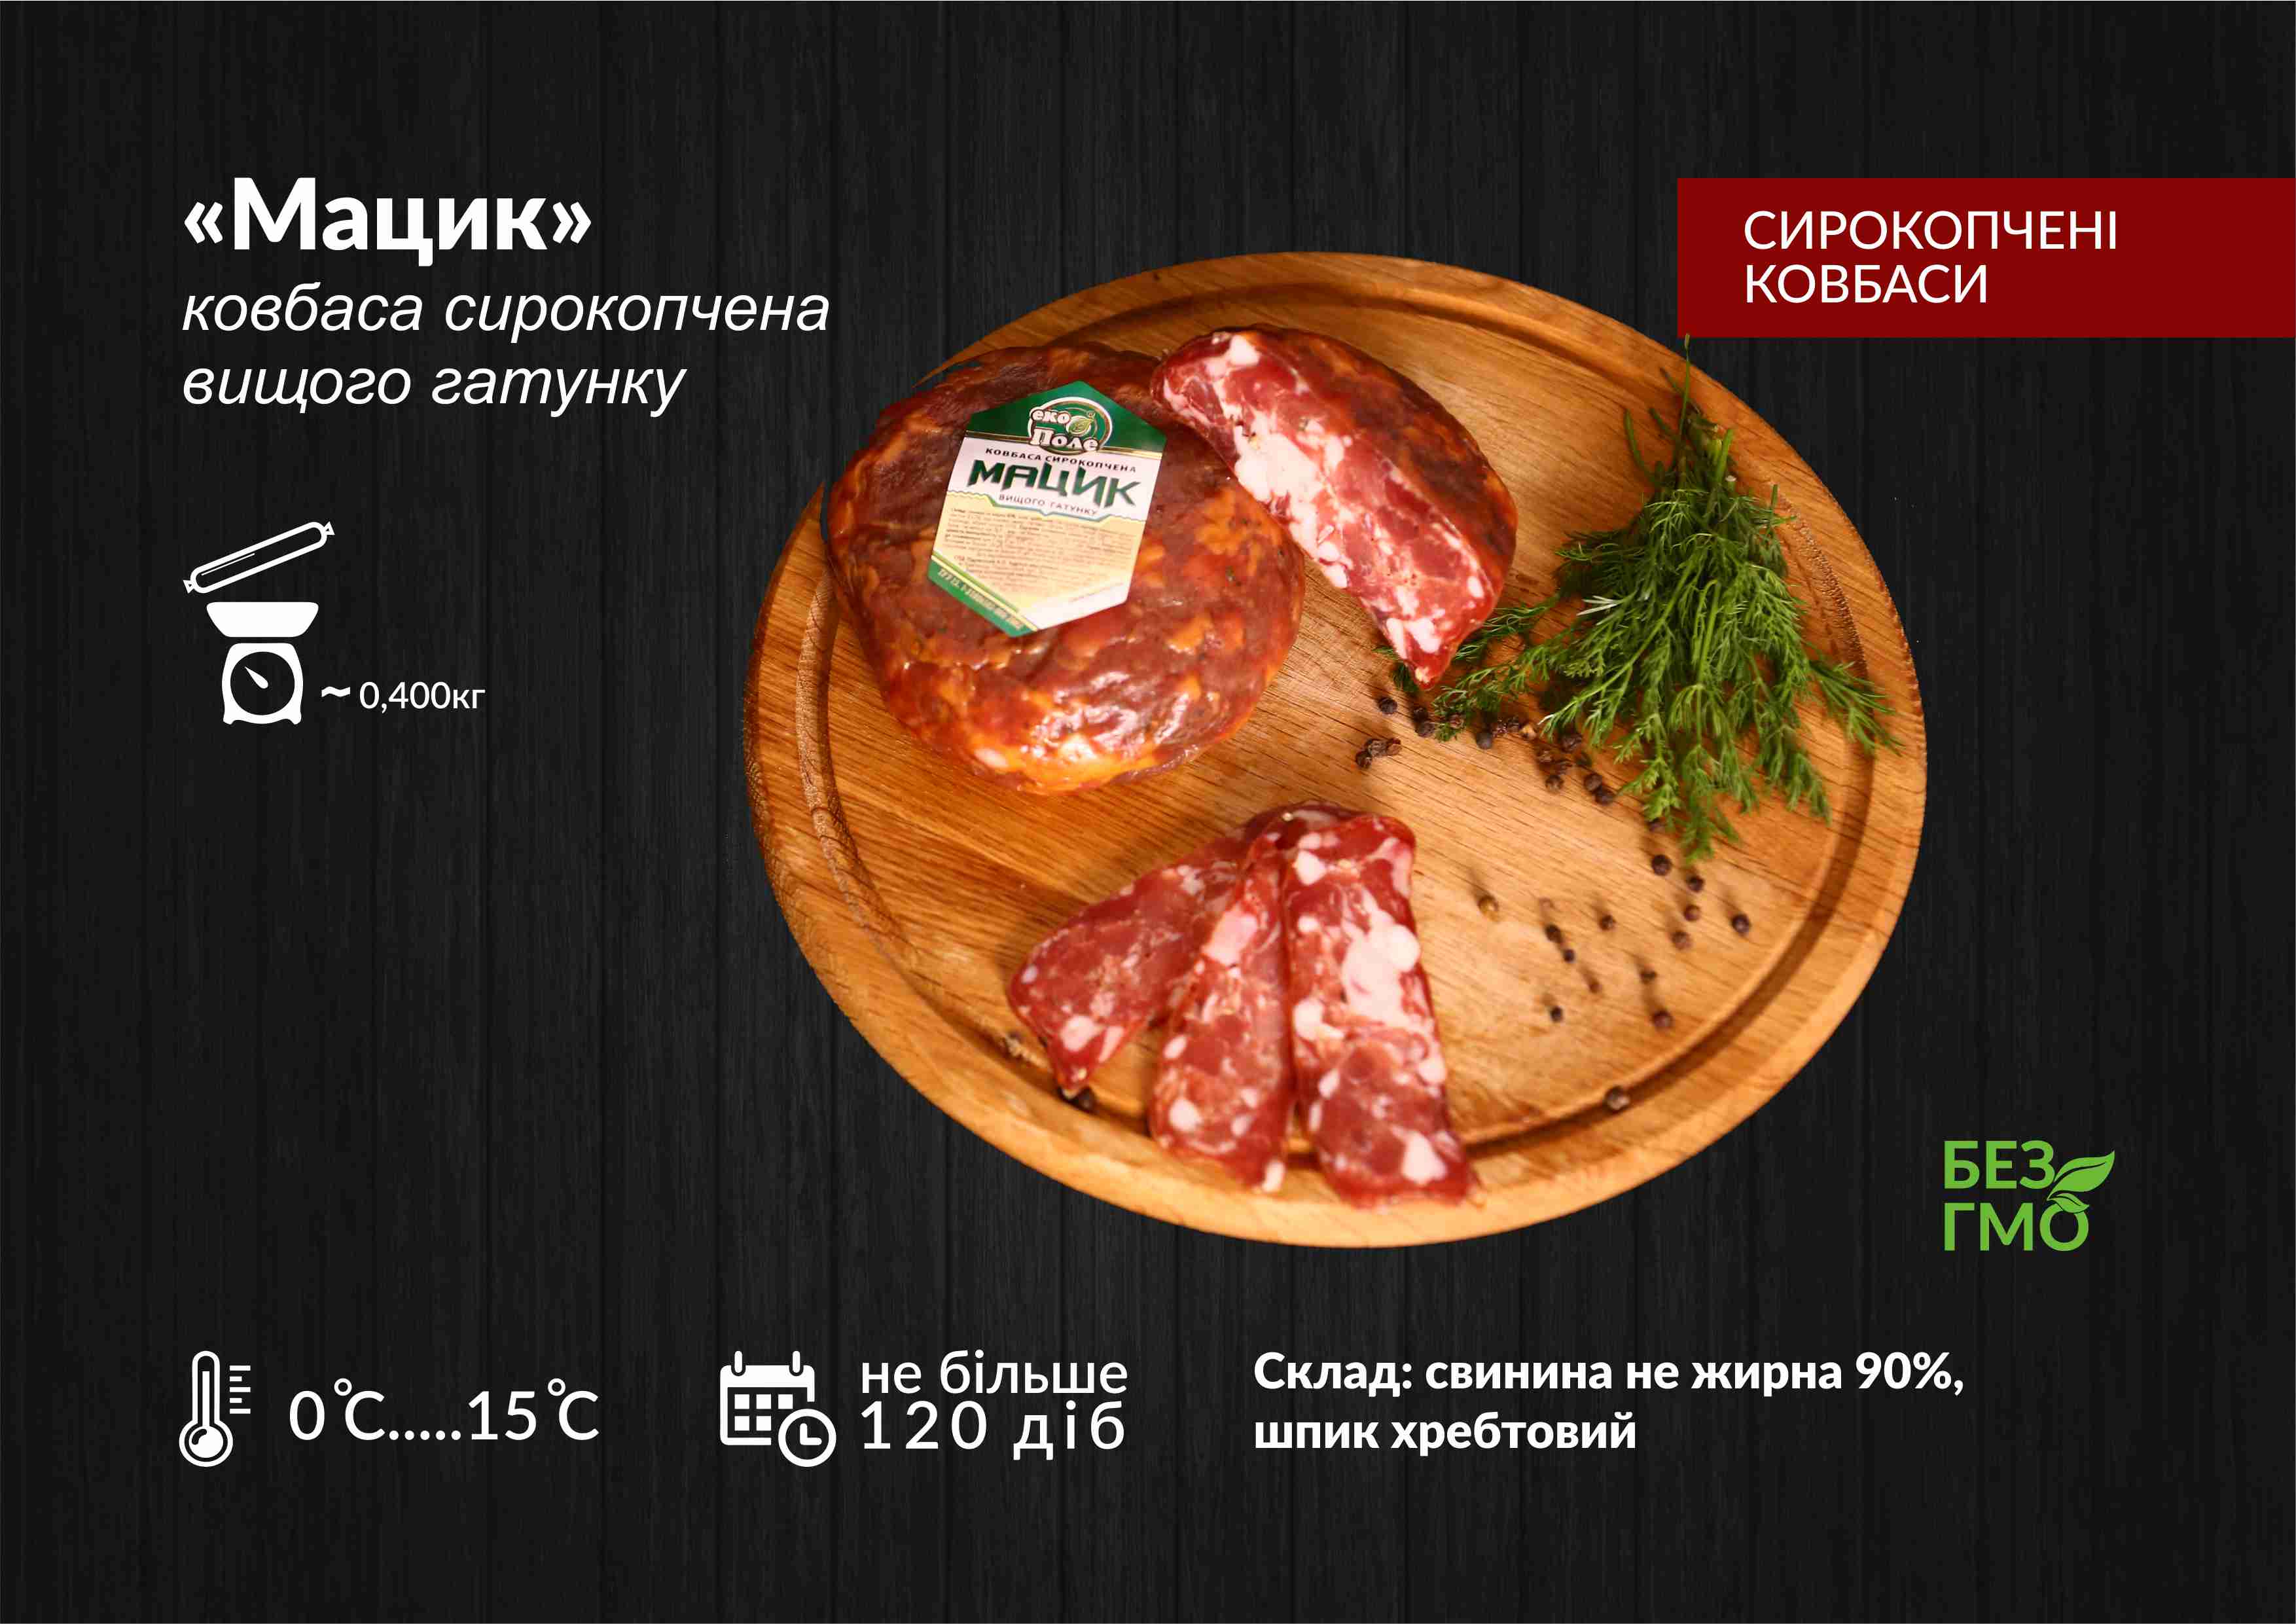 «Мацик»
ковбаса сирокопчена
вищого гатунку
СИРОКОПЧЕНІ
КОВБАСИ
еко
Поле
КОВБАСА СИРОКОПЧЕНА
МАЦИК
ВИЩОГО ГАТУНКУ
~ 0,400кг
БЕЗ
ГМО
0°С.....15°С
не більше
120 діб
Склад: свинина не жирна 90%,
шпик хребтовий